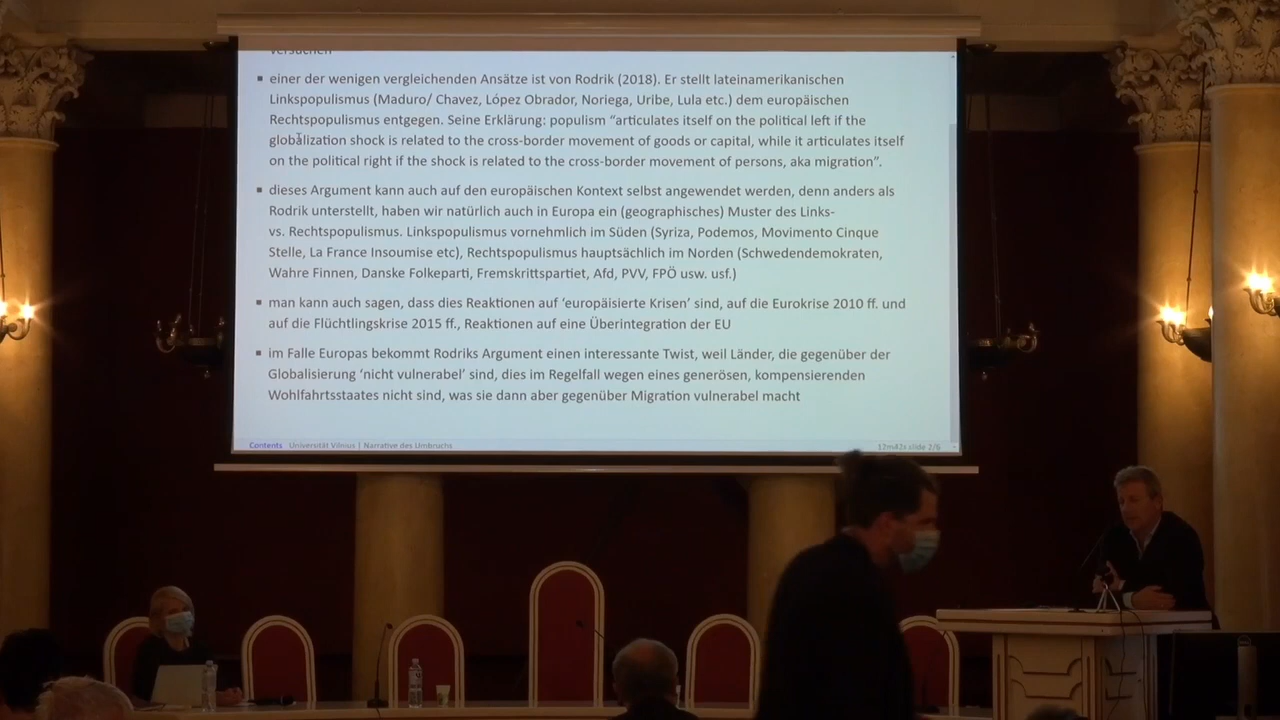 versuchen
▪ einer der wenigen vergleichenden Ansätze ist von Rodrik (2018). Er stellt lateinamerikanischen
Linkspopulismus (Maduro/ Chavez, López Obrador, Noriega, Uribe, Lula etc.) dem europäischen
Rechtspopulismus entgegen. Seine Erklärung: populism “articulates itself on the political left if the
globalization shock is related to the cross-border movement of goods or capital, while it articulates itself
on the political right if the shock is related to the cross-border movement of persons, aka migration”.
▪ dieses Argument kann auch auf den europäischen Kontext selbst angewendet werden, denn anders als
Rodrik unterstellt, haben wir natürlich auch in Europa ein (geographisches) Muster des Links-
vs. Rechtspopulismus. Linkspopulismus vornehmlich im Süden (Syriza, Podemos, Movimento Cinque
Stelle, La France Insoumise etc), Rechtspopulismus hauptsächlich im Norden (Schwedendemokraten,
Wahre Finnen, Danske Folkeparti, Fremskrittspartiet, Afd, PVV, FPÖ usw. usf.)
▪ man kann auch sagen, dass dies Reaktionen auf ‘europäisierte Krisen’ sind, auf die Eurokrise 2010 ff. und
auf die Flüchtlingskrise 2015 ff., Reaktionen auf eine Überintegration der EU
▪ im Falle Europas bekommt Rodriks Argument einen interessante Twist, weil Länder, die gegenüber der
Globalisierung ‘nicht vulnerabel’ sind, dies im Regelfall wegen eines generösen, kompensierenden
Wohlfahrtsstaates nicht sind, was sie dann aber gegenüber Migration vulnerabel macht
Contents Universität Vilnius | Narrative des Umbruchs
slide 2/6